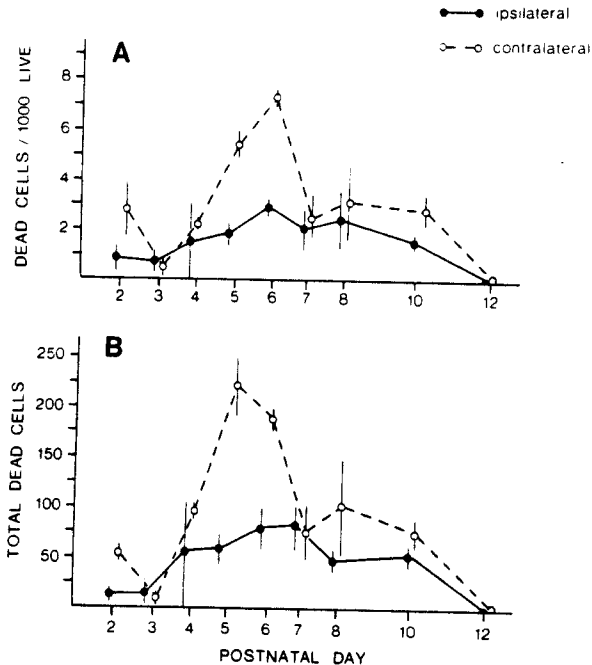 ipsilateral
contralateral
A
DEAD CELLS / 1000 LIVE
8
6
4
2
2 3 4 5 6 7 8 10 12
B
TOTAL DEAD CELLS
250
200
150
100
50
2 3 4 5 6 7 8 10 12
POSTNATAL DAY